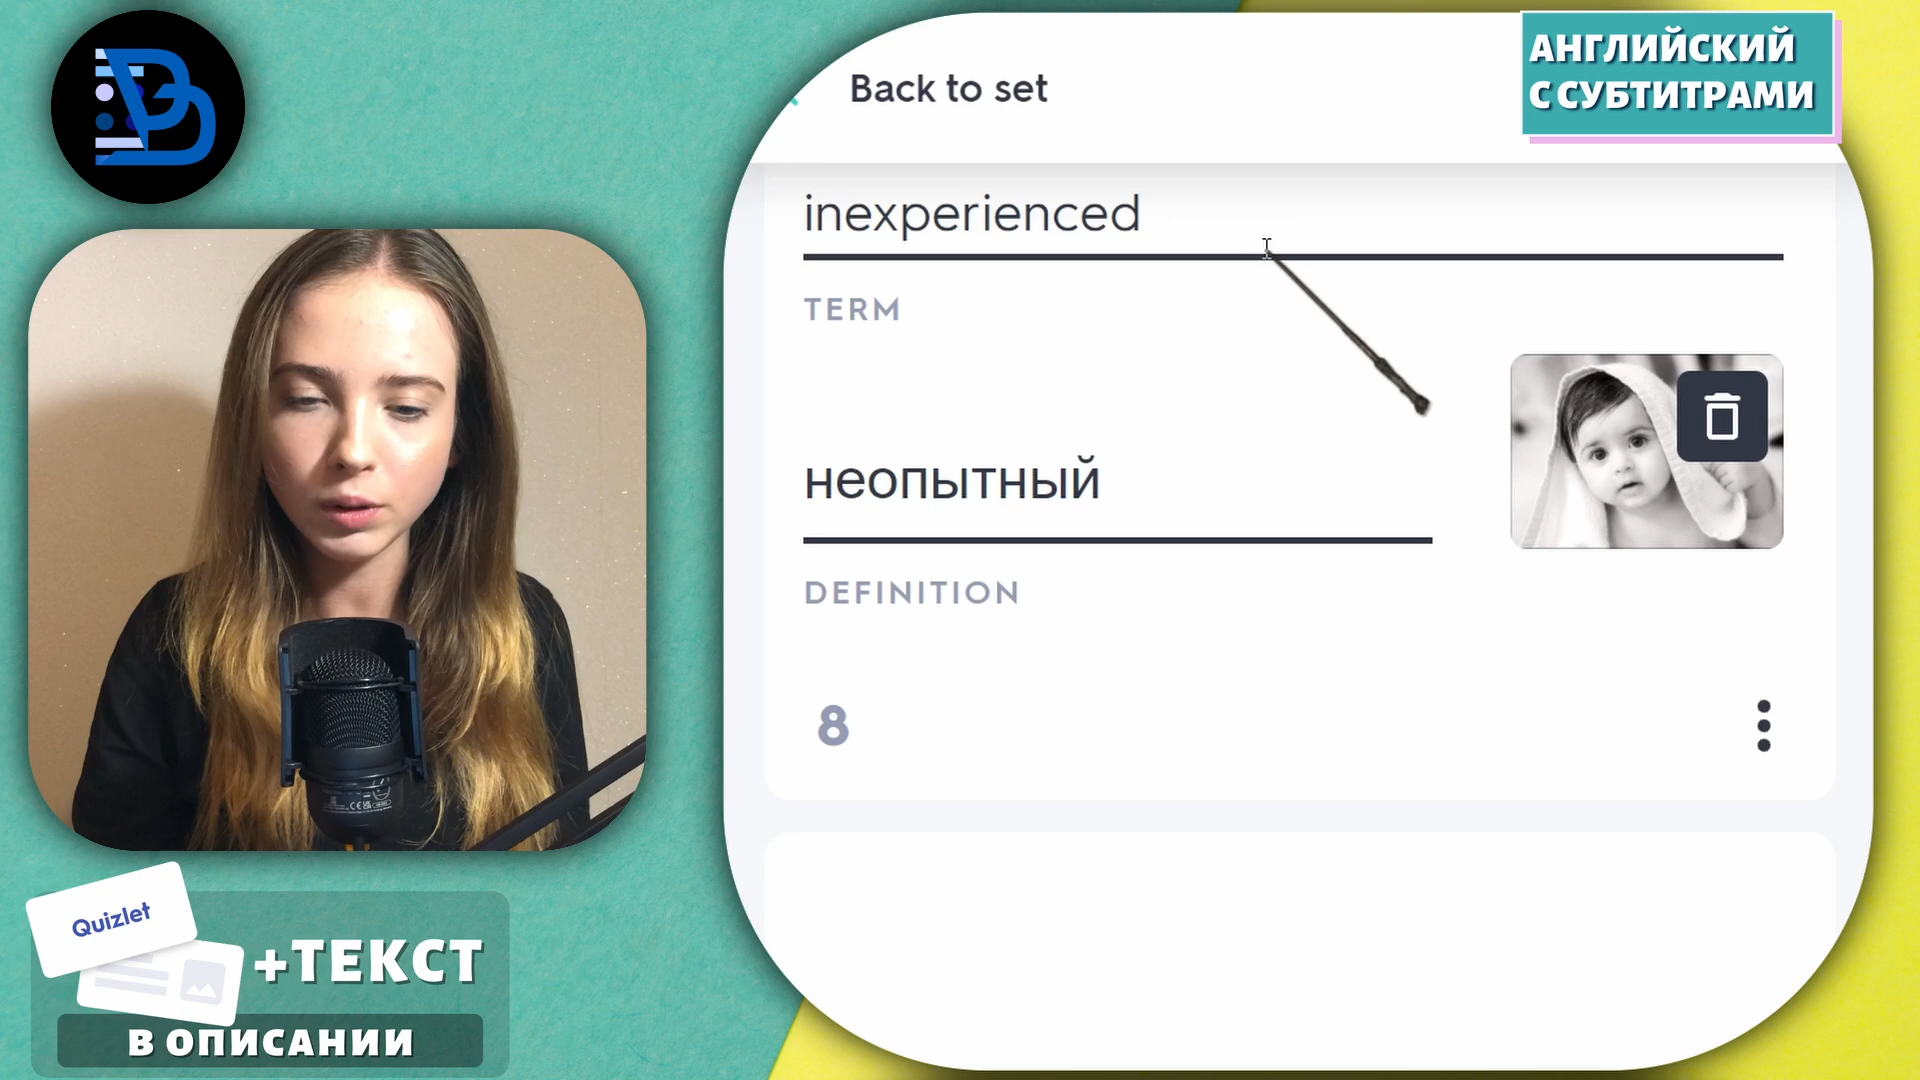 Back to set
АНГЛИЙСКИЙ
С СУБТИТРАМИ
inexperienced
TERM
неопытный
DEFINITION
8
Quizlet
+ТЕКСТ
В ОПИСАНИИ